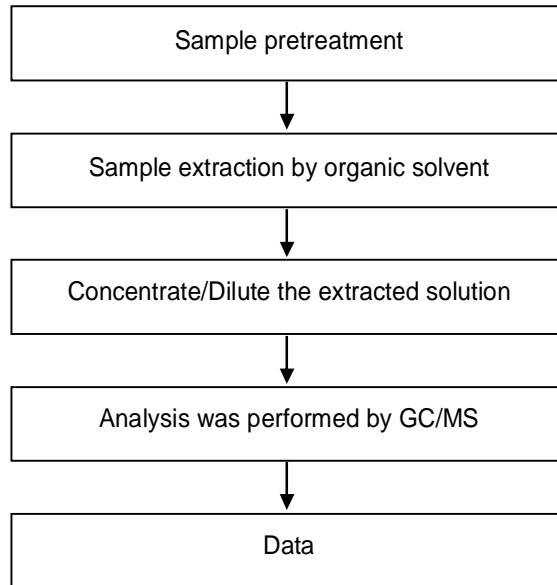 Sample pretreatment
Sample extraction by organic solvent
Concentrate/Dilute the extracted solution
Analysis was performed by GC/MS
Data